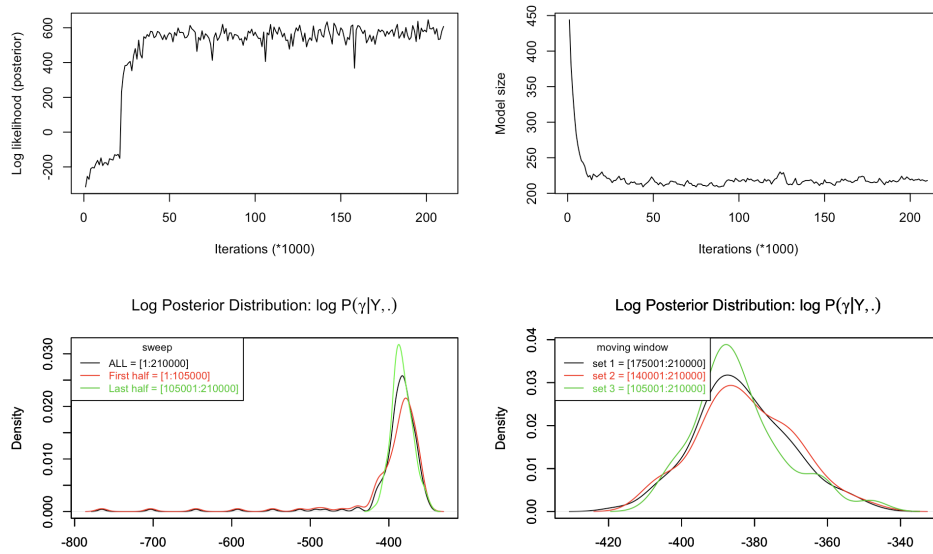 Log likelihood (posterior)
600
400
200
0
-200
0 50 100 150 200
Iterations (*1000)
Model size
450
400
350
300
250
200
0 50 100 150 200
Iterations (*1000)
Log Posterior Distribution: log P(γ|Y,.)
Density
0.030
0.020
0.010
0.000
sweep
ALL = [1:210000]
First half = [1:105000]
Last half = [105001:210000]
-800 -700 -600 -500 -400
Log Posterior Distribution: log P(γ|Y,.)
Density
0.04
0.03
0.02
0.01
0.00
moving window
set 1 = [175001:210000]
set 2 = [140001:210000]
set 3 = [105001:210000]
-420 -400 -380 -360 -340